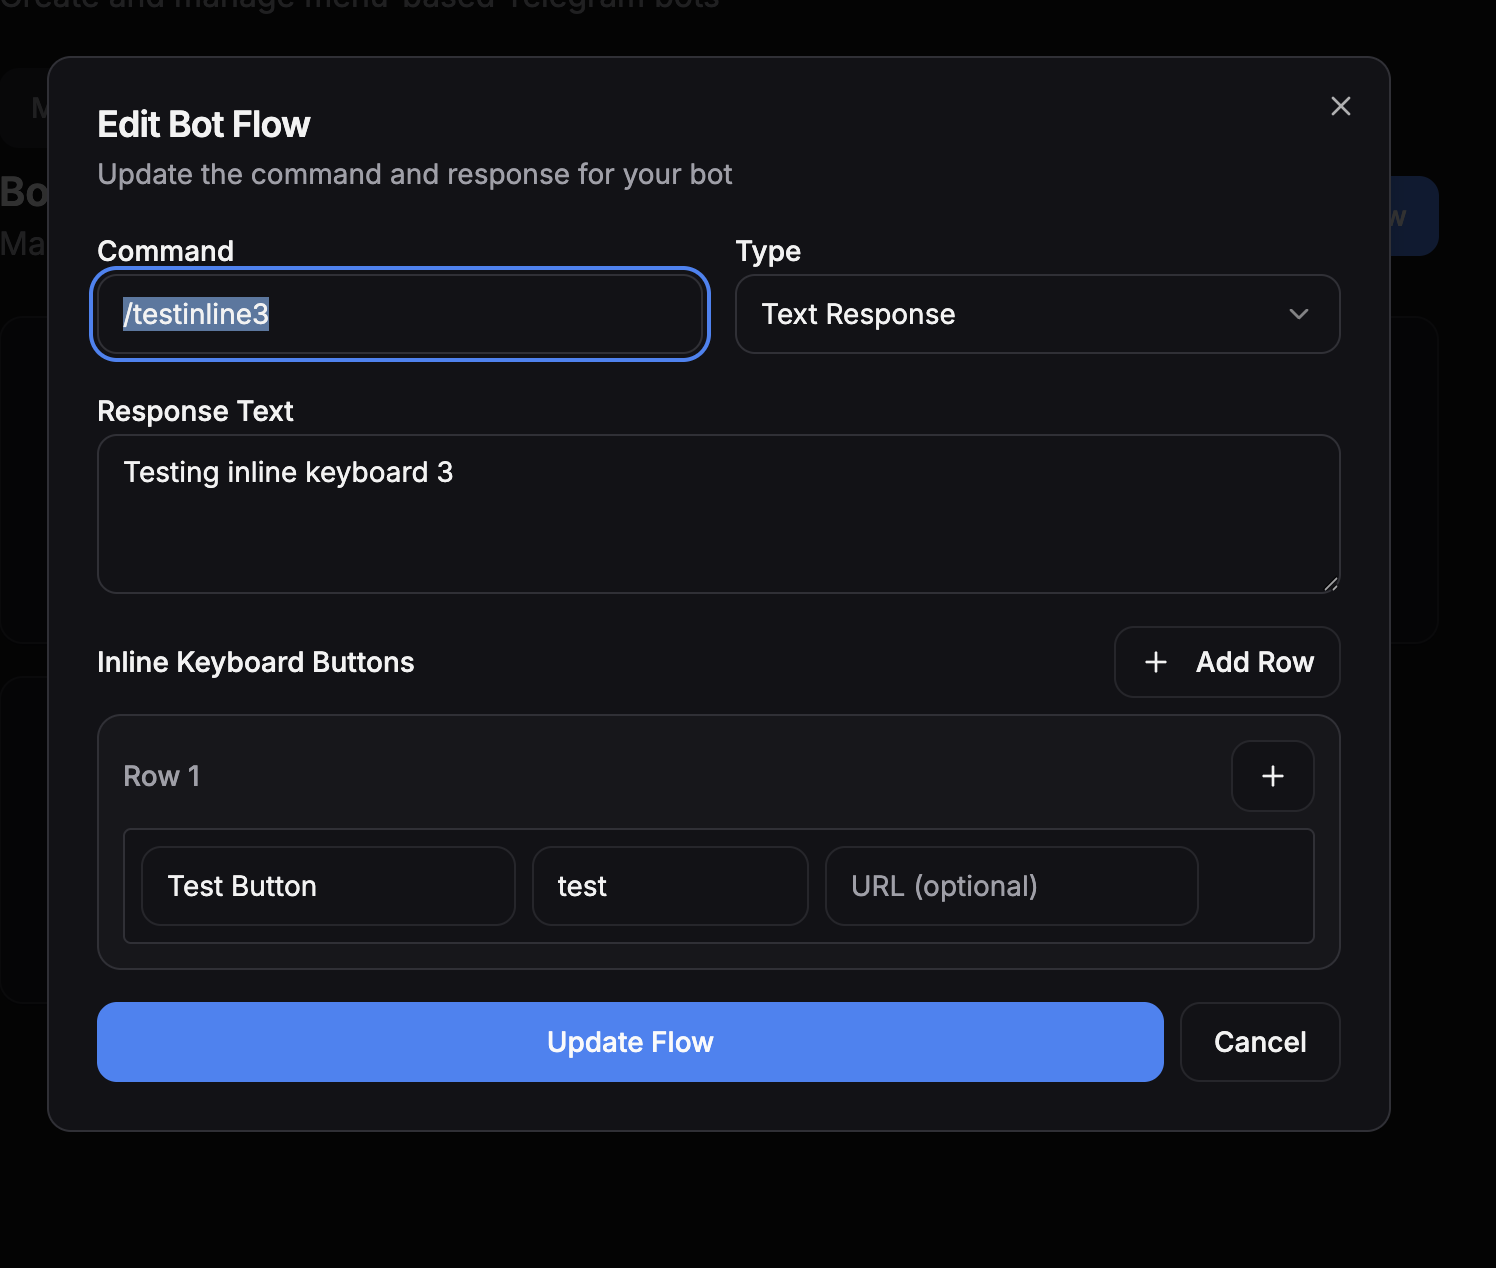 Create and manage menu-based Telegram bots
Edit Bot Flow
Update the command and response for your bot
Command
Type
/testinline3
Text Response
Response Text
Testing inline keyboard 3
Inline Keyboard Buttons
Add Row
Row 1
Test Button
test
URL (optional)
Update Flow
Cancel